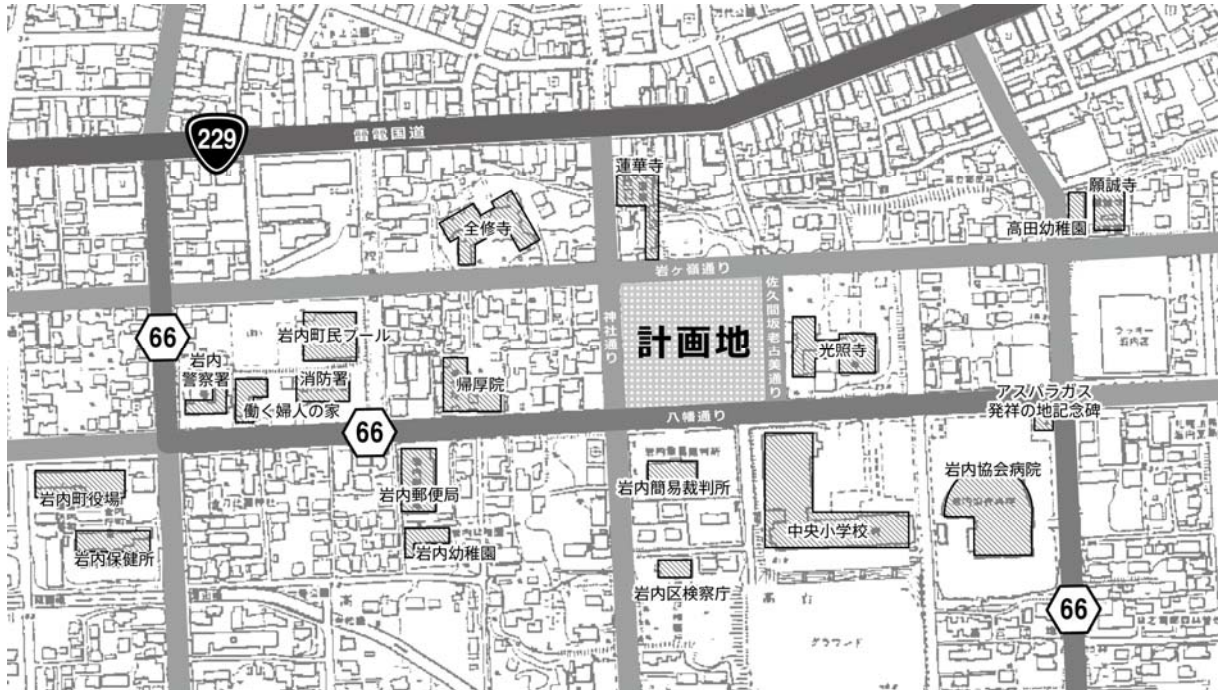 229
雷電国道
蓮華寺
全修寺
願誠寺
高田幼稚園
岩ヶ嶺通り
神社通り
計画地
佐久間坂老古美通り
光照寺
66
岩内町民プール
岩内
警察署
消防署
働く婦人の家
帰厚院
八幡通り
66
アスパラガス
発祥の地記念碑
岩内町役場
岩内保健所
岩内郵便局
岩内幼稚園
岩内簡易裁判所
岩内区検察庁
中央小学校
岩内協会病院
グラウンド
66